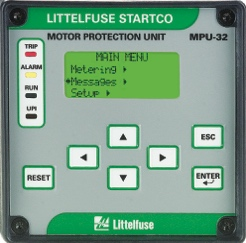 LITTELFUSE STARTCO
MOTOR PROTECTION UNIT MPU-32
TRIP
ALARM
RUN
UPI
MAIN MENU
Metering
*Messages
Setup
ESC
RESET
ENTER
Littelfuse